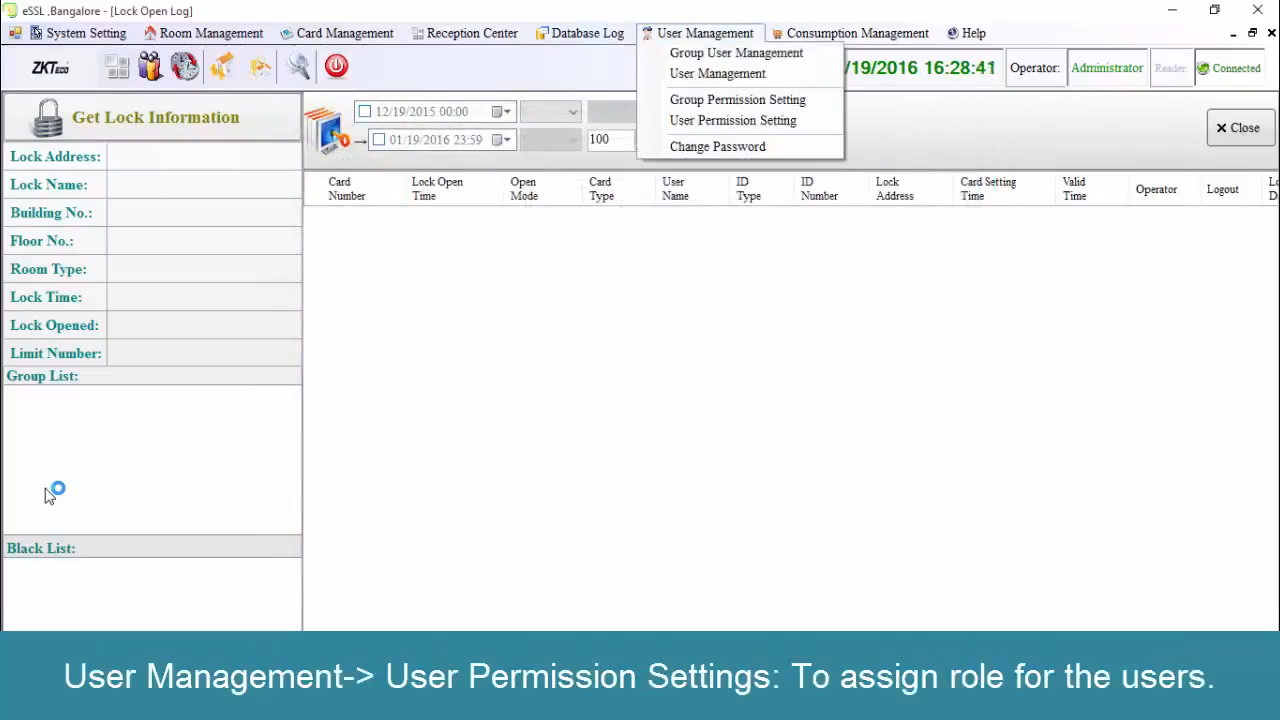 eSSL ,Bangalore - [Lock Open Log]
System Setting Room Management Card Management Reception Center Database Log User Management Consumption Management Help
Group User Management
User Management
Group Permission Setting
User Permission Setting
Change Password
ZKTeco
/19/2016 16:28:41 Operator: Administrator Reader: Connected
Get Lock Information
12/19/2015 00:00
01/19/2016 23:59 100
Close
Lock Address:
Lock Name:
Building No.:
Floor No.:
Room Type:
Lock Time:
Lock Opened:
Limit Number:
Group List:
Black List:
Card Number Lock Open Time Open Mode Card Type User Name ID Type ID Number Lock Address Card Setting Time Valid Time Operator Logout
User Management-> User Permission Settings: To assign role for the users.